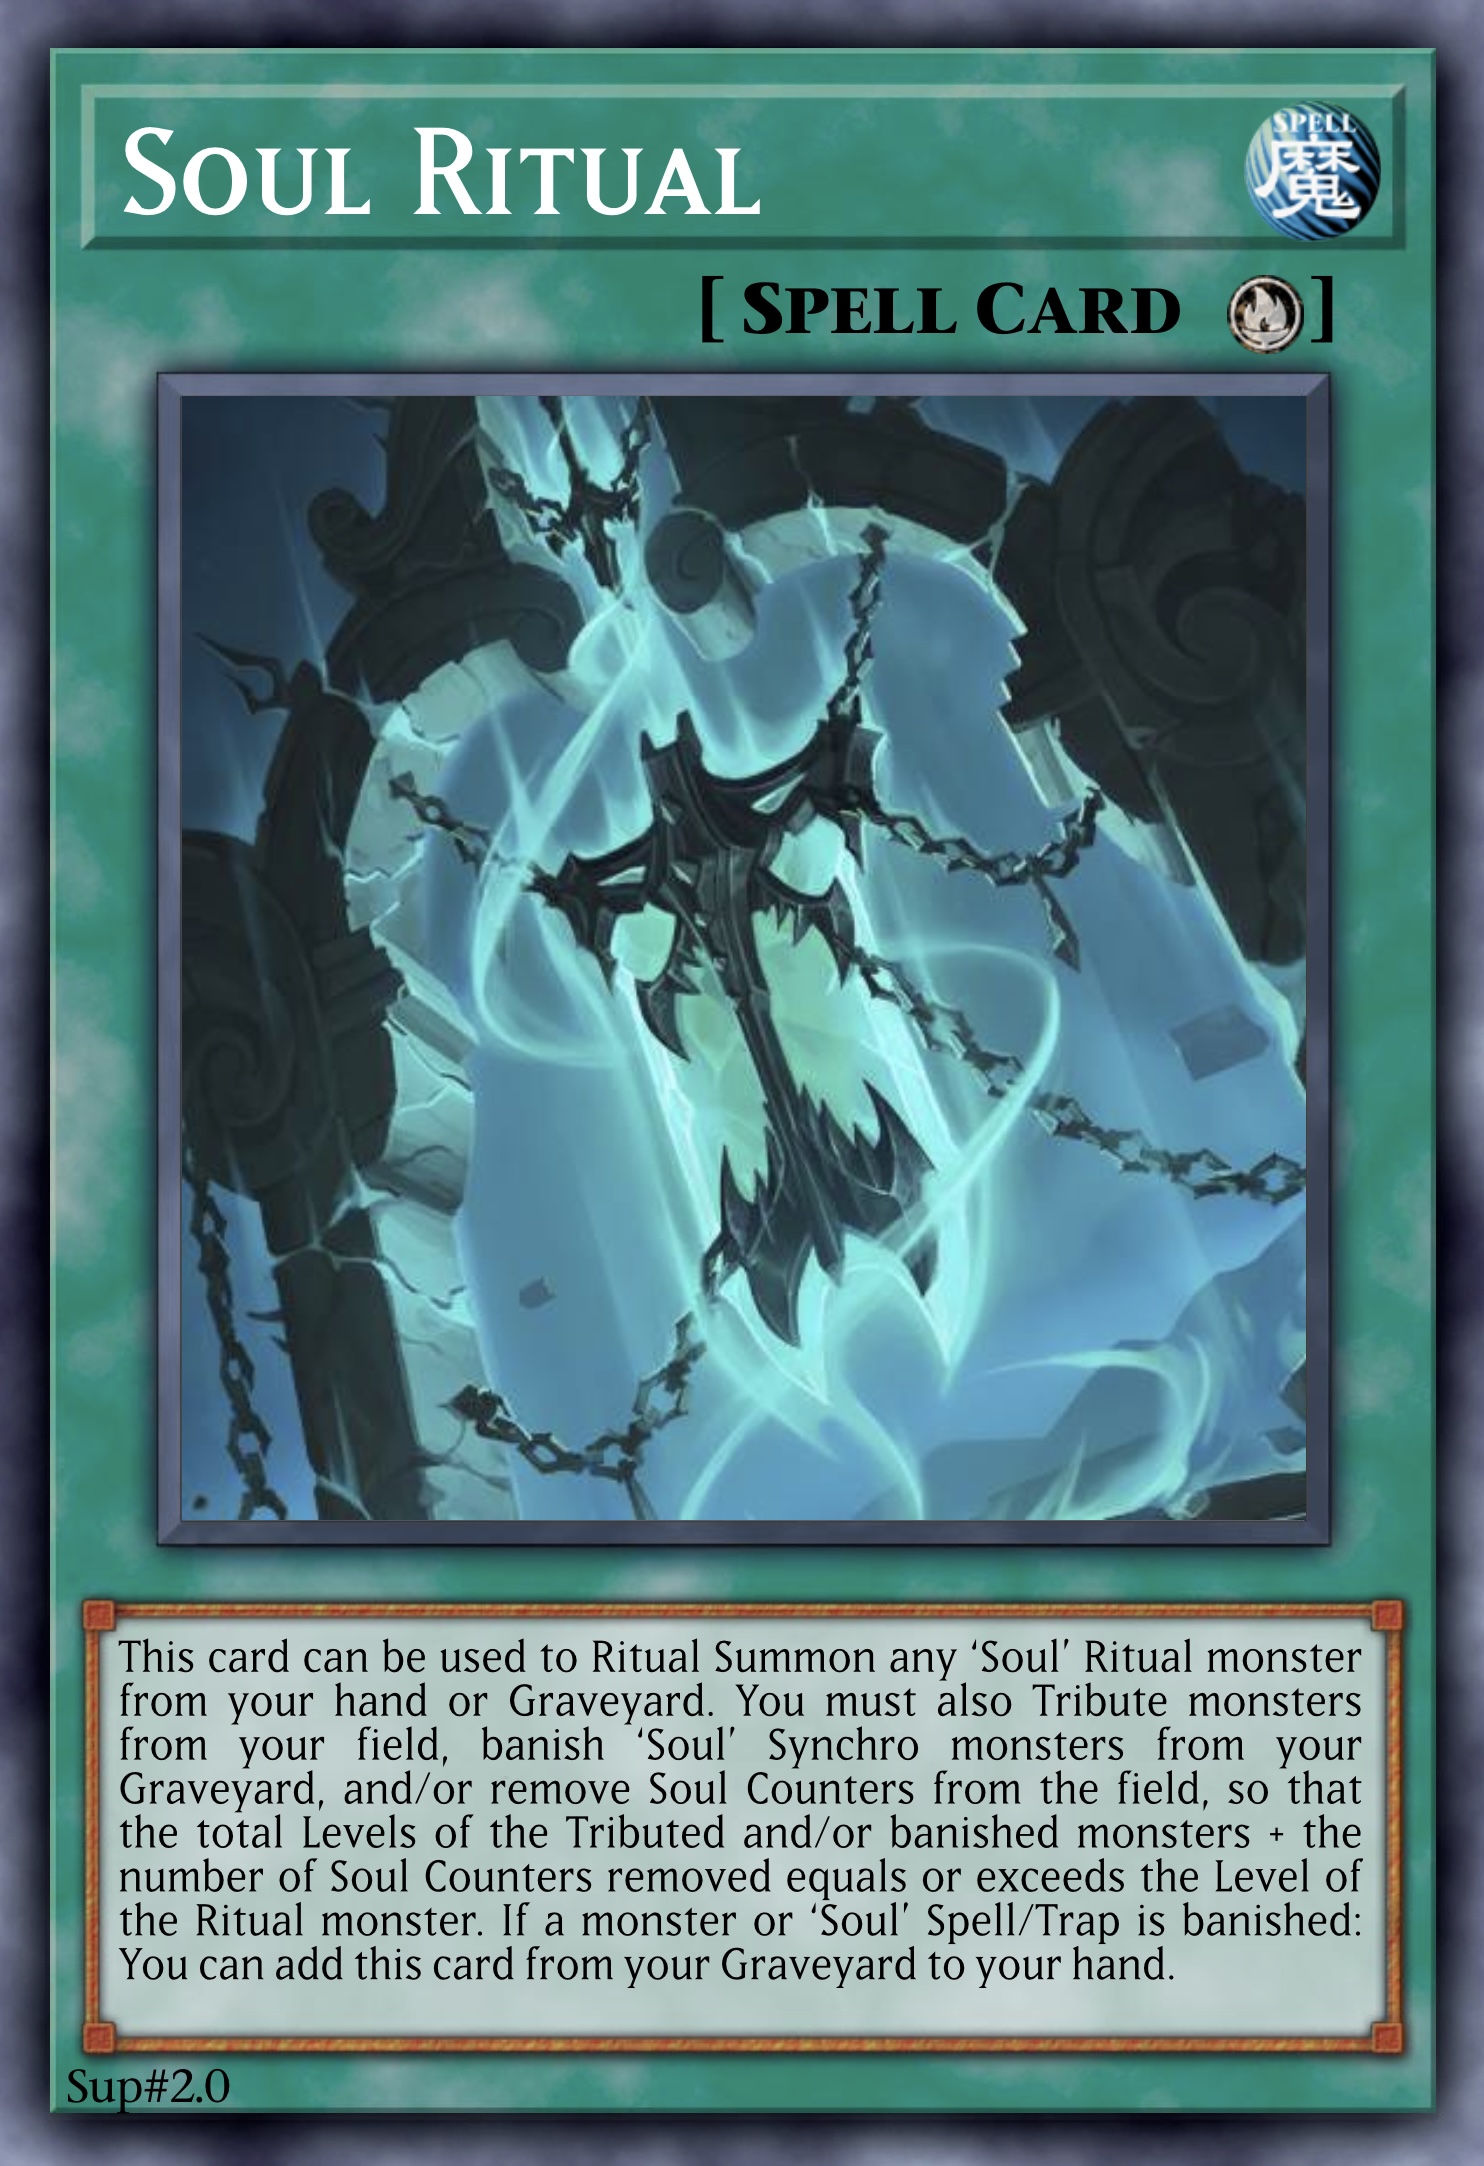 Soul Ritual
SPELL
魔
[ Spell Card ]
This card can be used to Ritual Summon any ‘Soul’ Ritual monster
from your hand or Graveyard. You must also Tribute monsters
from your field, banish ‘Soul’ Synchro monsters from your
Graveyard, and/or remove Soul Counters from the field, so that
the total Levels of the Tributed and/or banished monsters + the
number of Soul Counters removed equals or exceeds the Level of
the Ritual monster. If a monster or ‘Soul’ Spell/Trap is banished:
You can add this card from your Graveyard to your hand.
Sup#2.0